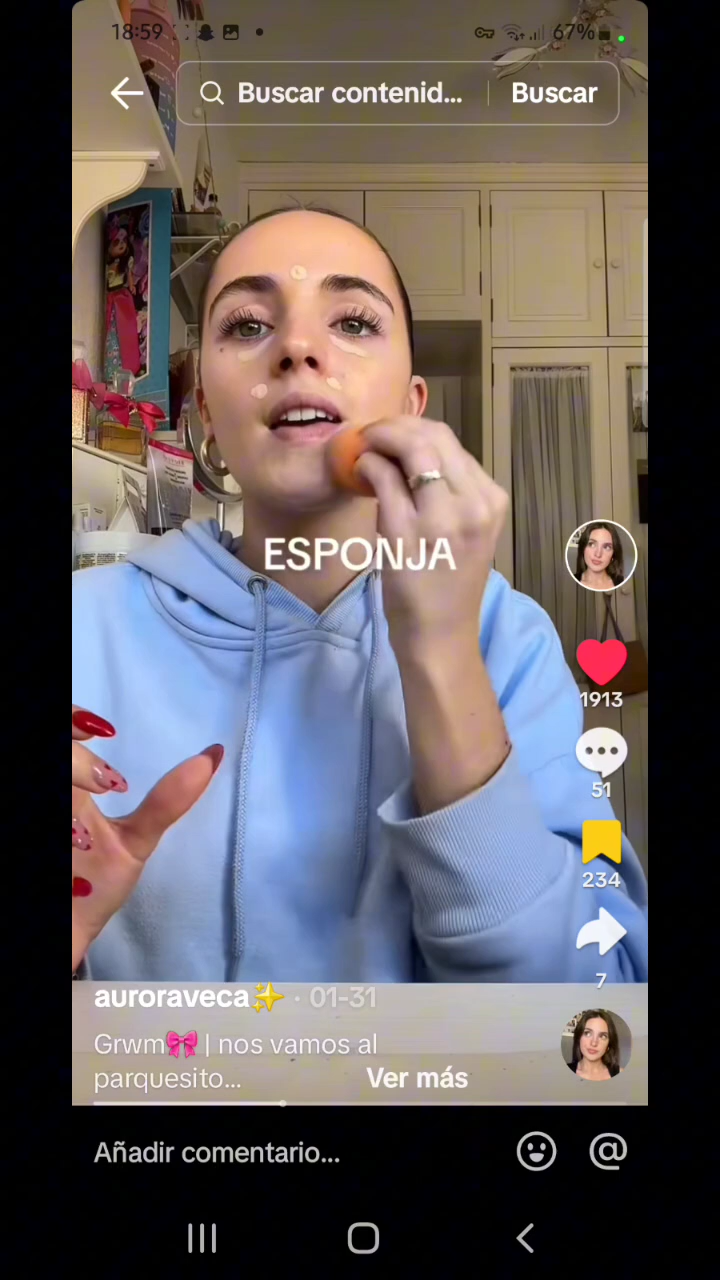 18:59
67%
Buscar contenid... Buscar
ESPONJA
1913
51
234
7
auroraveca✨ · 01-31
Grwm🎀 | nos vamos al
parquesito... Ver más
Añadir comentario...